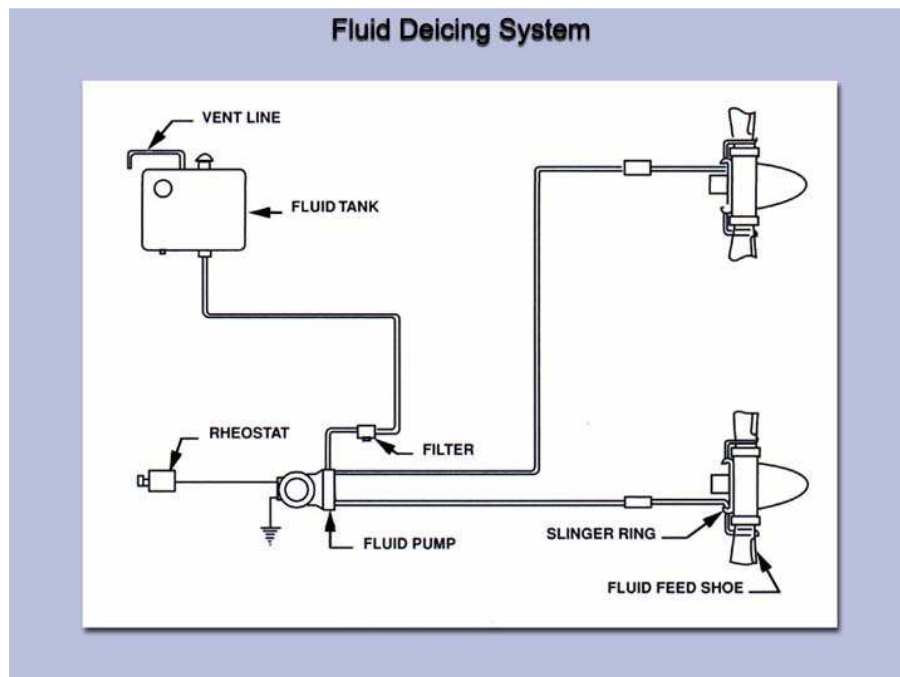 Fluid Deicing System
VENT LINE
FLUID TANK
RHEOSTAT
FILTER
FLUID PUMP
SLINGER RING
FLUID FEED SHOE